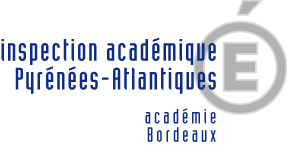 inspection académique
Pyrénées-Atlantiques
É
académie
Bordeaux